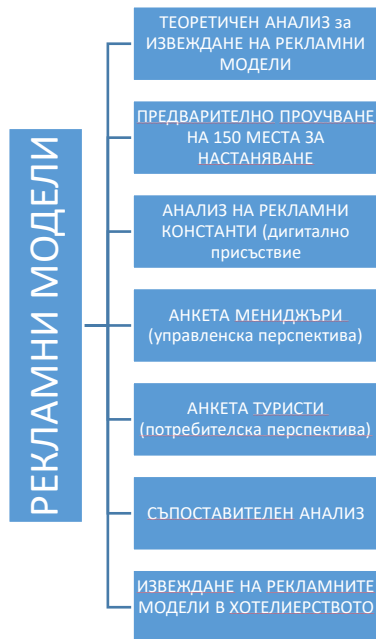 РЕКЛАМНИ МОДЕЛИ
ТЕОРЕТИЧЕН АНАЛИЗ за
ИЗВЕЖДАНЕ НА РЕКЛАМНИ
МОДЕЛИ
ПРЕДВАРИТЕЛНО ПРОУЧВАНЕ
НА 150 МЕСТА ЗА
НАСТАНЯВАНЕ
АНАЛИЗ НА РЕКЛАМНИ
КОНСТАНТИ (дигитално
присъствие
АНКЕТА МЕНИДЖЪРИ
(управленска перспектива)
АНКЕТА ТУРИСТИ
(потребителска перспектива)
СЪПОСТАВИТЕЛЕН АНАЛИЗ
ИЗВЕЖДАНЕ НА РЕКЛАМНИТЕ
МОДЕЛИ В ХОТЕЛИЕРСТВОТО